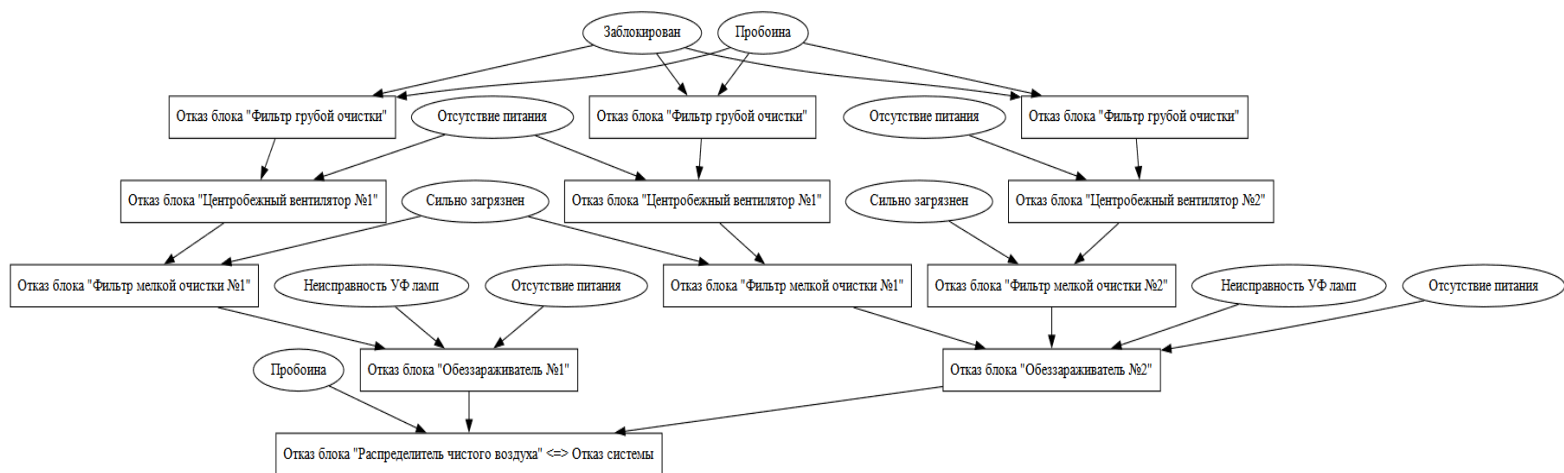 Заблокирован
Пробоина
Отказ блока "Фильтр грубой очистки"
Отсутствие питания
Отказ блока "Фильтр грубой очистки"
Отсутствие питания
Отказ блока "Фильтр грубой очистки"
Отказ блока "Центробежный вентилятор №1"
Сильно загрязнен
Отказ блока "Центробежный вентилятор №1"
Сильно загрязнен
Отказ блока "Центробежный вентилятор №2"
Отказ блока "Фильтр мелкой очистки №1"
Неисправность УФ ламп
Отсутствие питания
Отказ блока "Фильтр мелкой очистки №1"
Отказ блока "Фильтр мелкой очистки №2"
Неисправность УФ ламп
Отсутствие питания
Пробоина
Отказ блока "Обеззараживатель №1"
Отказ блока "Обеззараживатель №2"
Отказ блока "Распределитель чистого воздуха" <=> Отказ системы